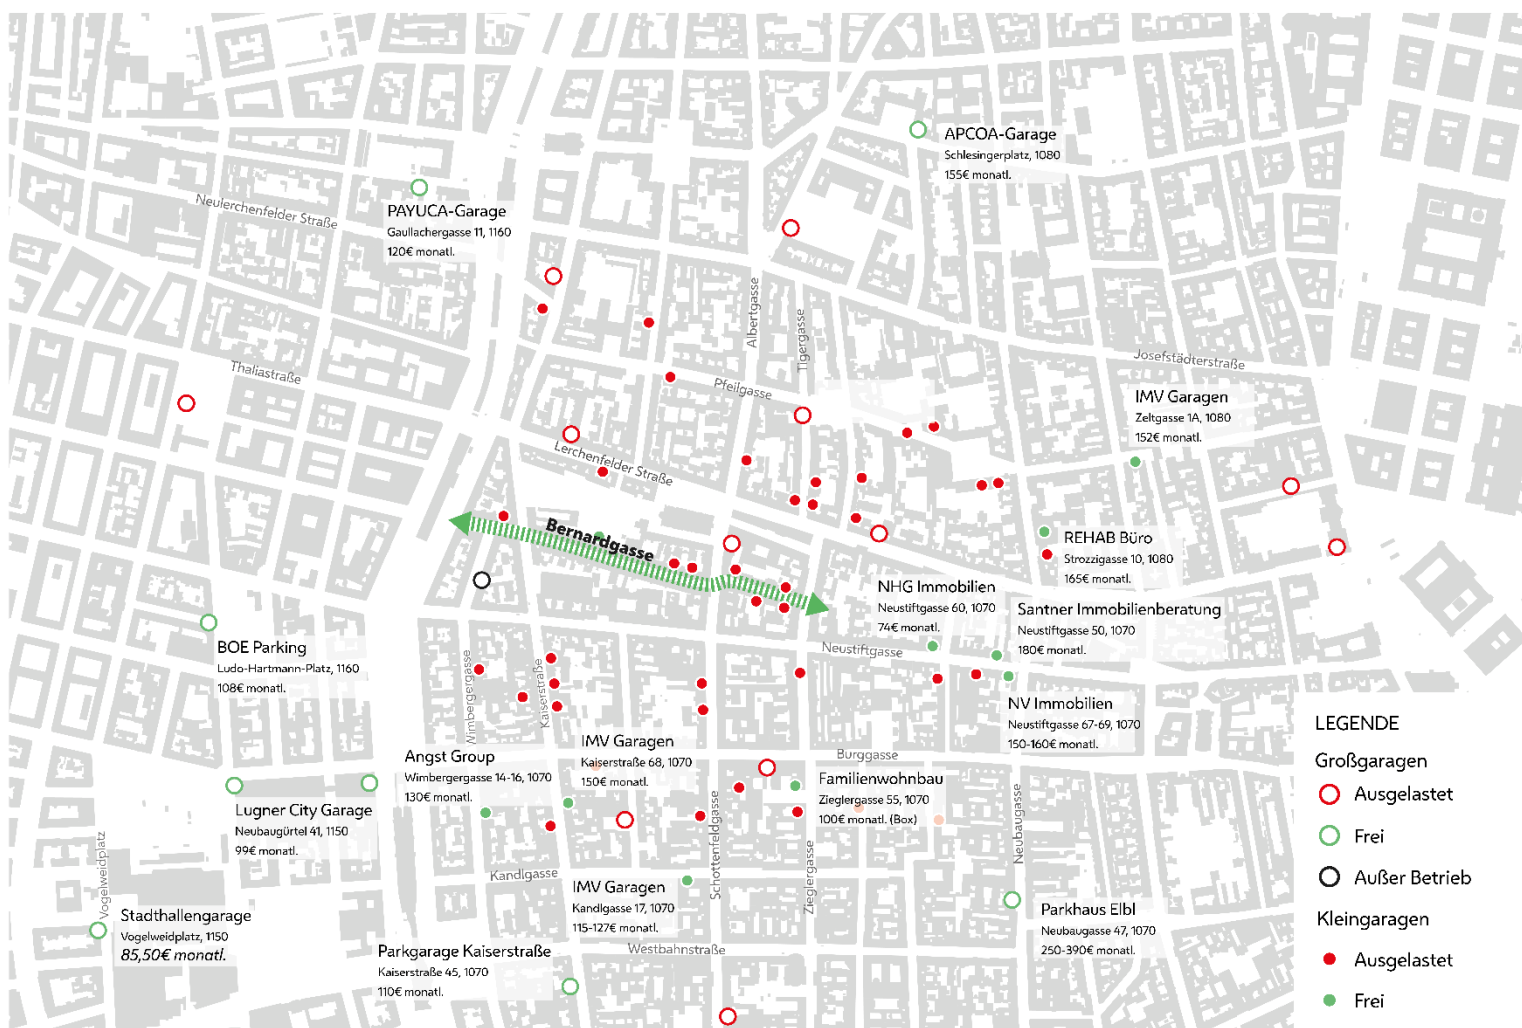 APCOA-Garage
Schlesingerplatz, 1080
155€ monatl.
Neulerchenfelder Straße
PAYUCA-Garage
Gaullachergasse 11, 1160
120€ monatl.
Albertgasse
Tigergasse
Josefstädterstraße
Thaliastraße
Pfeilgasse
IMV Garagen
Zeltgasse 1A, 1080
152€ monatl.
Lerchenfelder Straße
Bernardgasse
REHAB Büro
Strozzigasse 10, 1080
165€ monatl.
NHG Immobilien
Neustiftgasse 60, 1070
74€ monatl.
Santner Immobilienberatung
Neustiftgasse 50, 1070
180€ monatl.
BOE Parking
Ludo-Hartmann-Platz, 1160
108€ monatl.
Neustiftgasse
Wimbergergasse
Kaiserstraße
NV Immobilien
Neustiftgasse 67-69, 1070
150-160€ monatl.
LEGENDE
Großgaragen
Ausgelastet
Frei
Außer Betrieb
Kleingaragen
Ausgelastet
Frei
Angst Group
Wimbergergasse 14-16, 1070
130€ monatl.
IMV Garagen
Kaiserstraße 68, 1070
150€ monatl.
Burggasse
Familienwohnbau
Zieglergasse 55, 1070
100€ monatl. (Box)
Lugner City Garage
Neubaugürtel 41, 1150
99€ monatl.
Schottenfeldgasse
Zieglergasse
Neubaugasse
Vogelweidplatz
Kandlgasse
IMV Garagen
Kandlgasse 17, 1070
115-127€ monatl.
Stadthallengarage
Vogelweidplatz, 1150
85,50€ monatl.
Parkhaus Elbl
Neubaugasse 47, 1070
250-390€ monatl.
Westbahnstraße
Parkgarage Kaiserstraße
Kaiserstraße 45, 1070
110€ monatl.